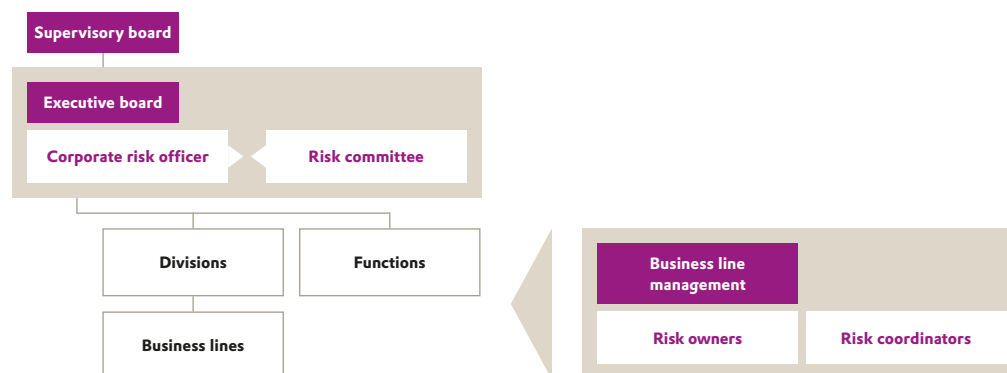 Supervisory board
Executive board
Corporate risk officer
Risk committee
Divisions
Functions
Business lines
Business line
management
Risk owners
Risk coordinators